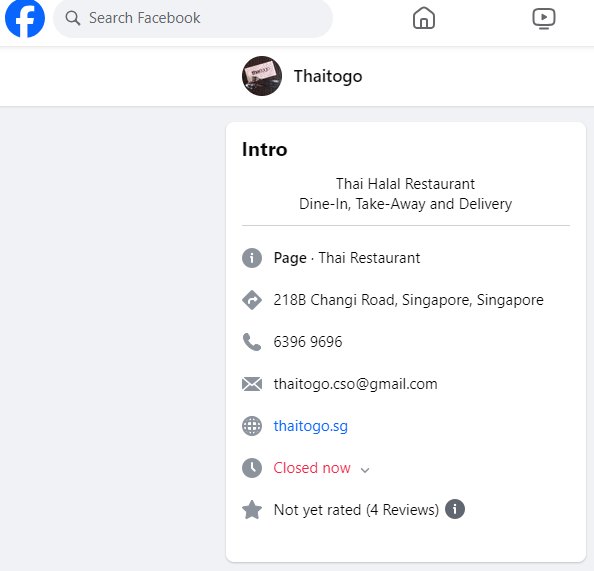 Search Facebook
Thaitogo
Intro
Thai Halal Restaurant
Dine-In, Take-Away and Delivery
Page · Thai Restaurant
218B Changi Road, Singapore, Singapore
6396 9696
thaitogo.cso@gmail.com
thaitogo.sg
Closed now
Not yet rated (4 Reviews)